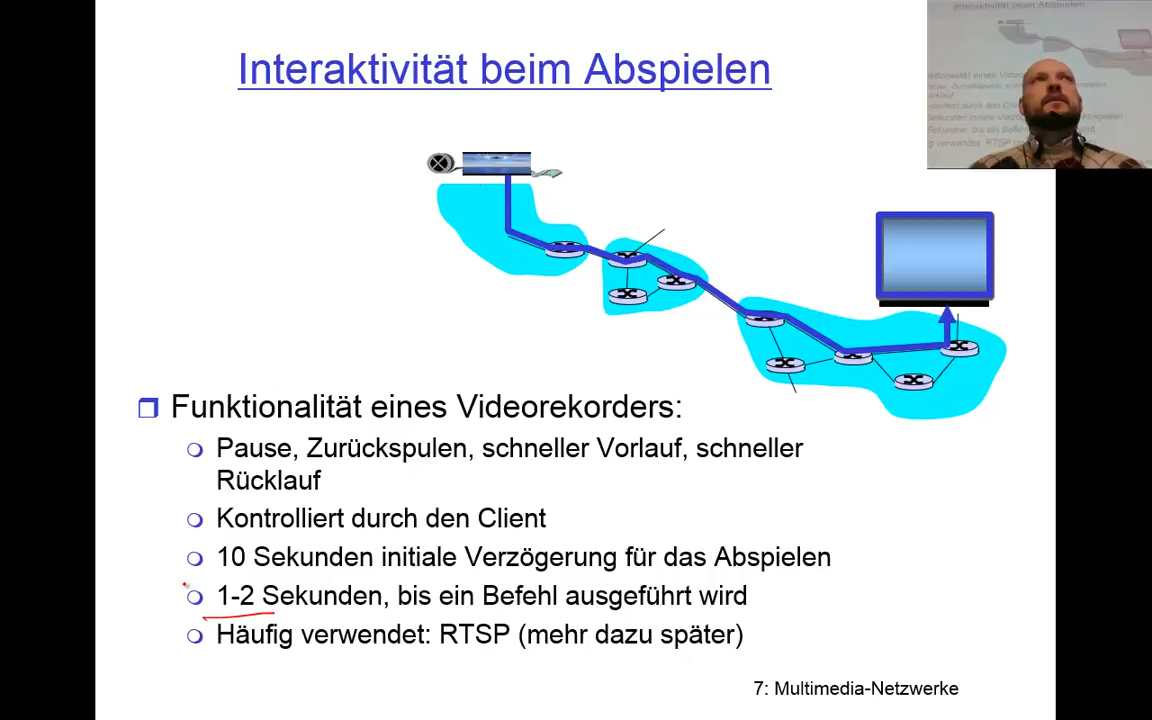 Interaktivität beim Abspielen
Funktionalität eines Videorekorders:
Pause, Zurückspulen, schneller Vorlauf, schneller
Rücklauf
Kontrolliert durch den Client
10 Sekunden initiale Verzögerung für das Abspielen
1-2 Sekunden, bis ein Befehl ausgeführt wird
Häufig verwendet: RTSP (mehr dazu später)
7: Multimedia-Netzwerke